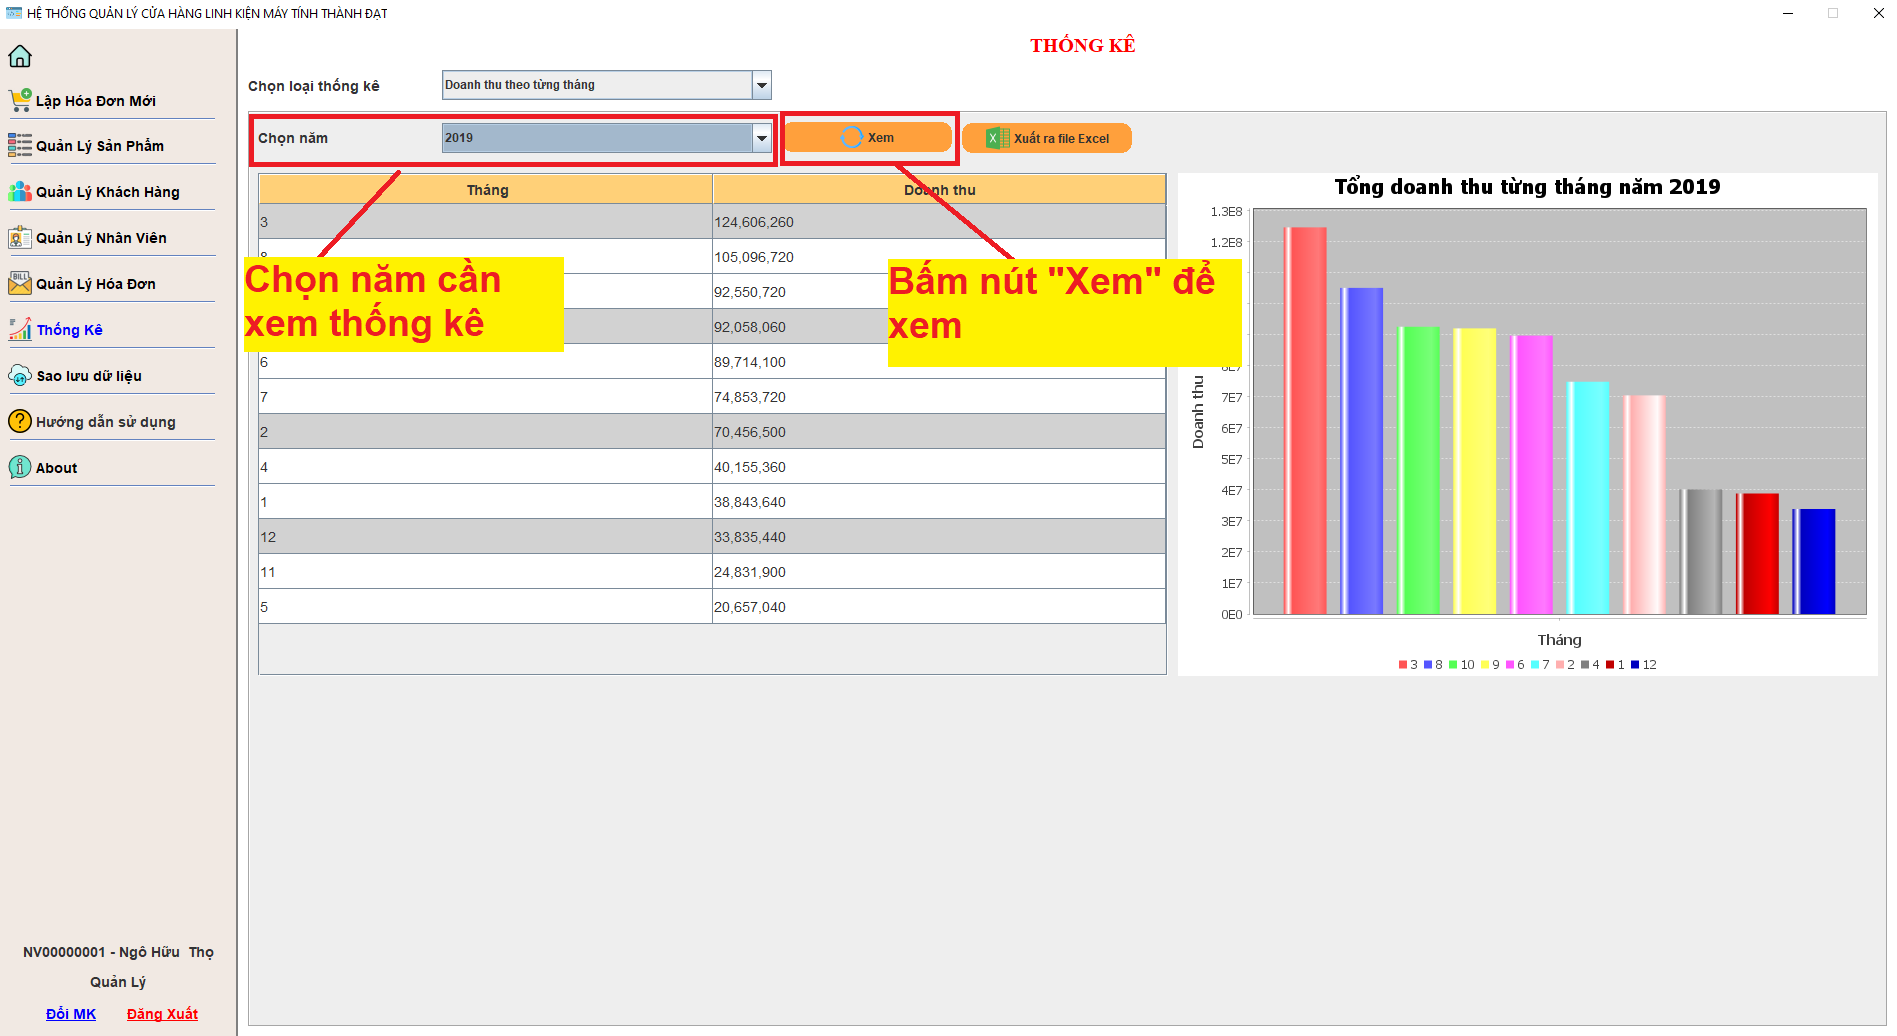 HỆ THỐNG QUẢN LÝ CỬA HÀNG LINH KIỆN MÁY TÍNH THÀNH ĐẠT
THỐNG KÊ
Lập Hóa Đơn Mới
Quản Lý Sản Phẩm
Quản Lý Khách Hàng
Quản Lý Nhân Viên
BILL
Quản Lý Hóa Đơn
Thống Kê
Sao lưu dữ liệu
Hướng dẫn sử dụng
About
NV00000001 - Ngô Hữu Thọ
Quản Lý
Đổi MK Đăng Xuất
Chọn loại thống kê Doanh thu theo từng tháng
Chọn năm 2019 Xem Xuất ra file Excel
Tháng Doanh thu
3 124,606,260
105,096,720
92,550,720
92,058,060
6 89,714,100
7 74,853,720
2 70,456,500
4 40,155,360
1 38,843,640
12 33,835,440
11 24,831,900
5 20,657,040
Chọn năm cần
xem thống kê
Bấm nút "Xem" để
xem
Tổng doanh thu từng tháng năm 2019
1.3E8
1.2E8
7E7
6E7
5E7
4E7
3E7
2E7
1E7
0E0
Doanh thu
Tháng
3 8 10 9 6 7 2 4 1 12